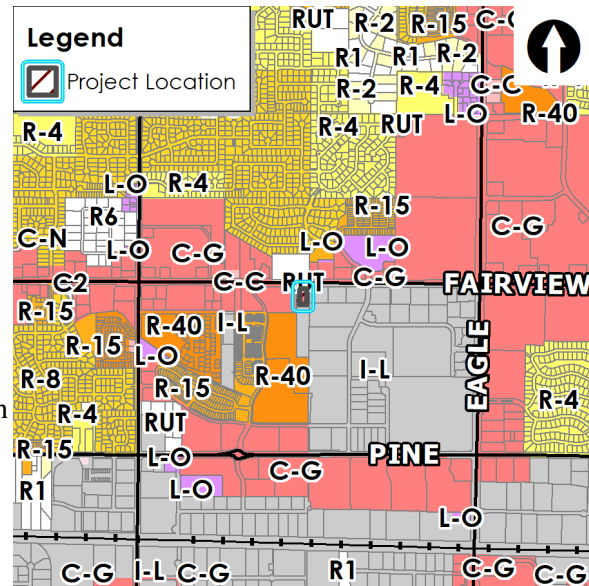 Legend
Project Location
RUT
R-2
R-15
C-G
R1
R1
R-2
R-2
R-4
C-C
R-40
R-4
R-4
RUT
L-O
L-O
R-4
R6
R-15
C-N
L-O
C-G
L-O
L-O
C-G
C2
C-C
RUT
C-G
FAIRVIEW
R-15
R-40
I-L
R-15
L-O
EAGLE
R-8
R-15
R-40
I-L
R-4
m
R-4
RUT
R-15
L-O
PINE
C-G
R1
L-O
L-O
C-G
I-L
C-G
R1
C-G
C-G